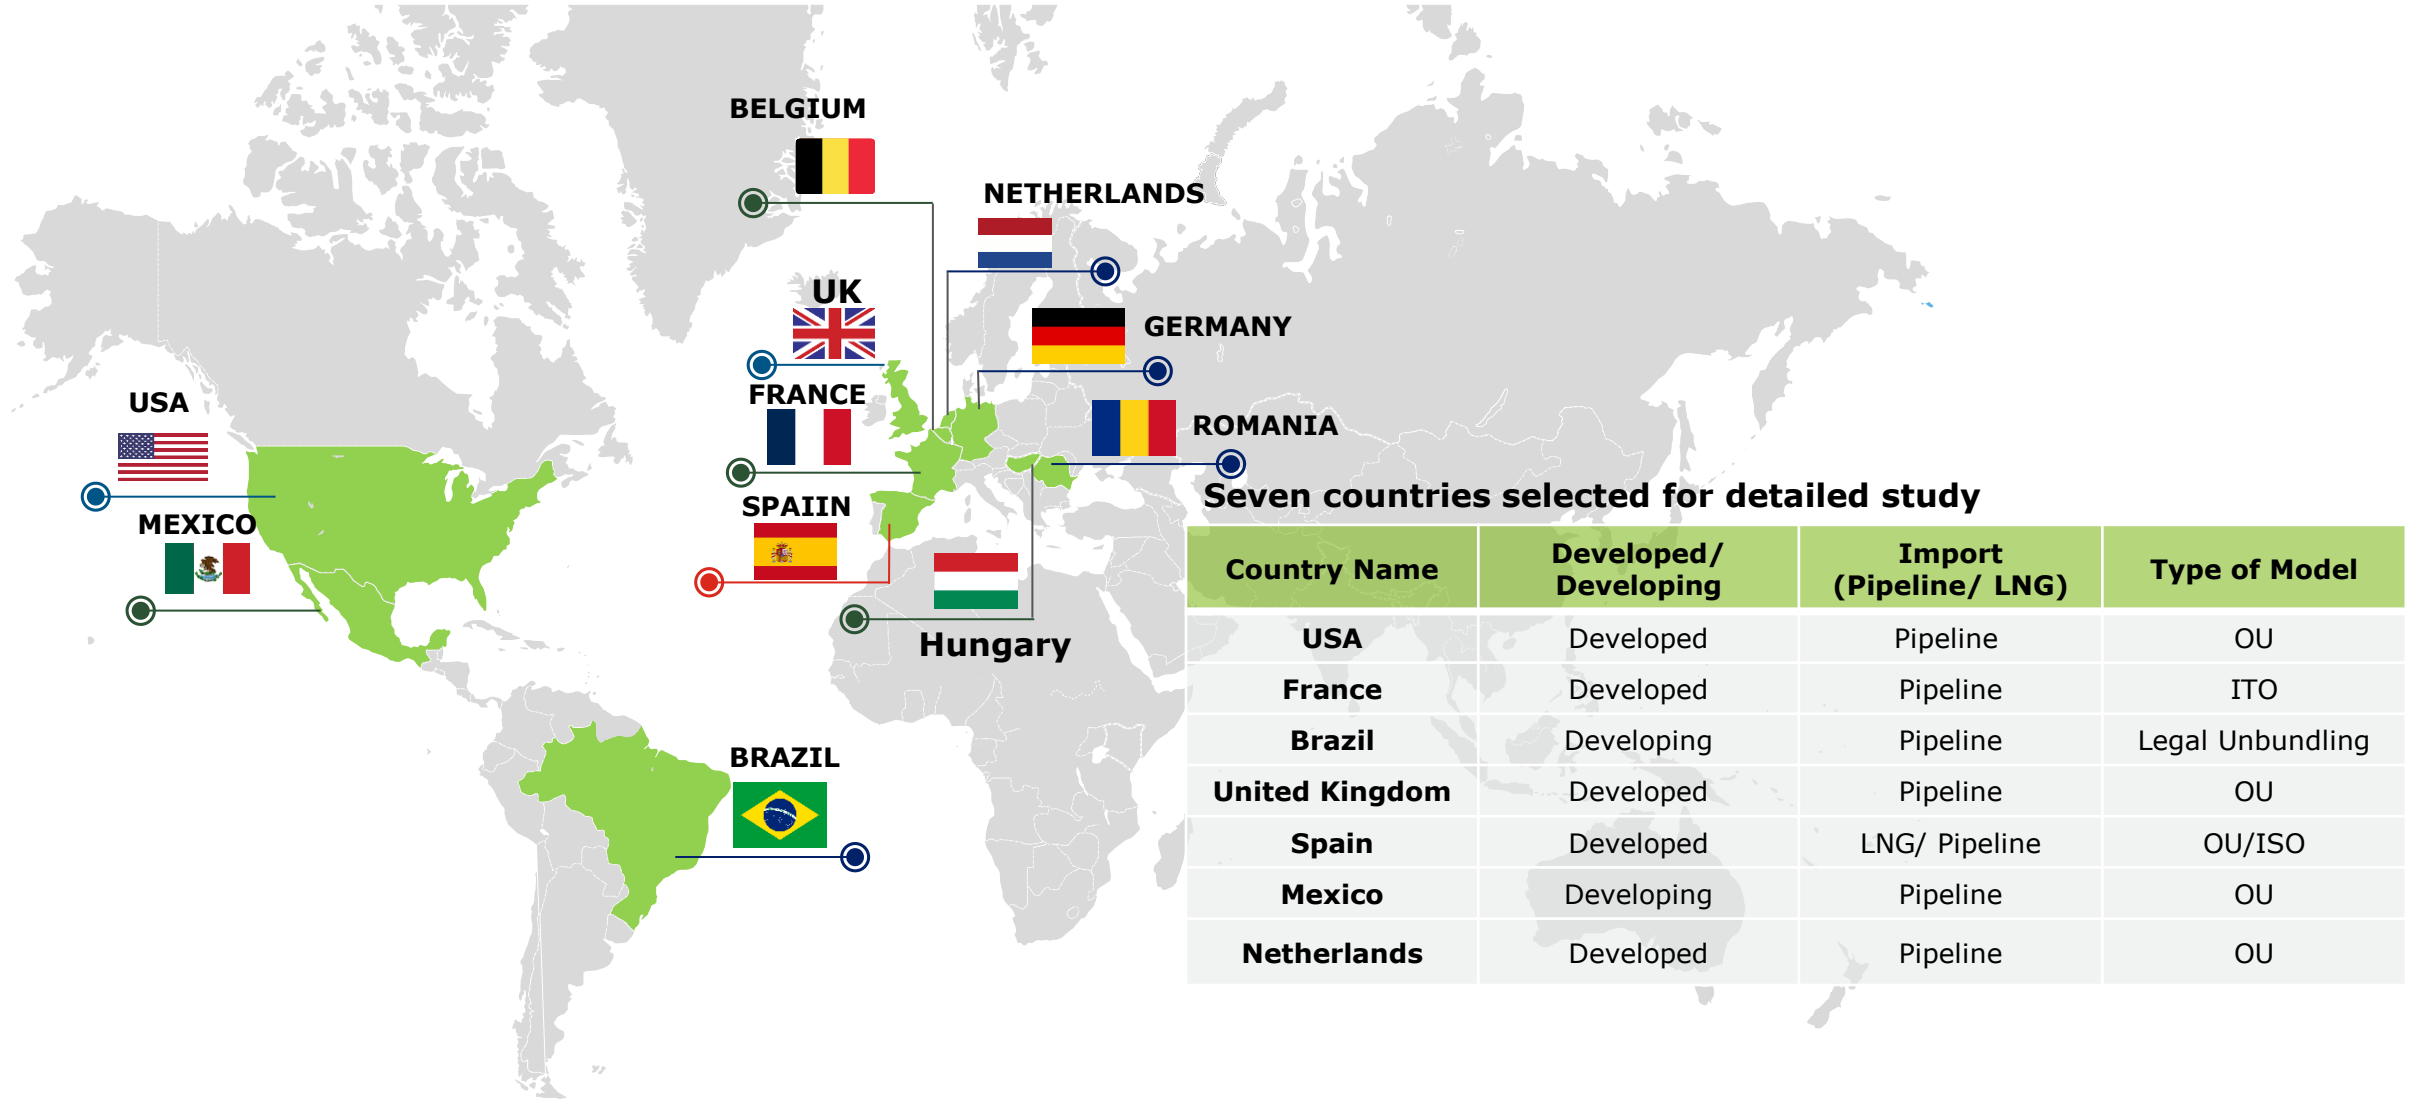 BELGIUM
NETHERLANDS
UK
GERMANY
FRANCE
USA
ROMANIA
SPAIIN
MEXICO
Hungary
BRAZIL
Seven countries selected for detailed study
Country Name
Developed/
Developing
Import
(Pipeline/ LNG)
Type of Model
USA Developed Pipeline OU
France Developed Pipeline ITO
Brazil Developing Pipeline Legal Unbundling
United Kingdom Developed Pipeline OU
Spain Developed LNG/ Pipeline OU/ISO
Mexico Developing Pipeline OU
Netherlands Developed Pipeline OU